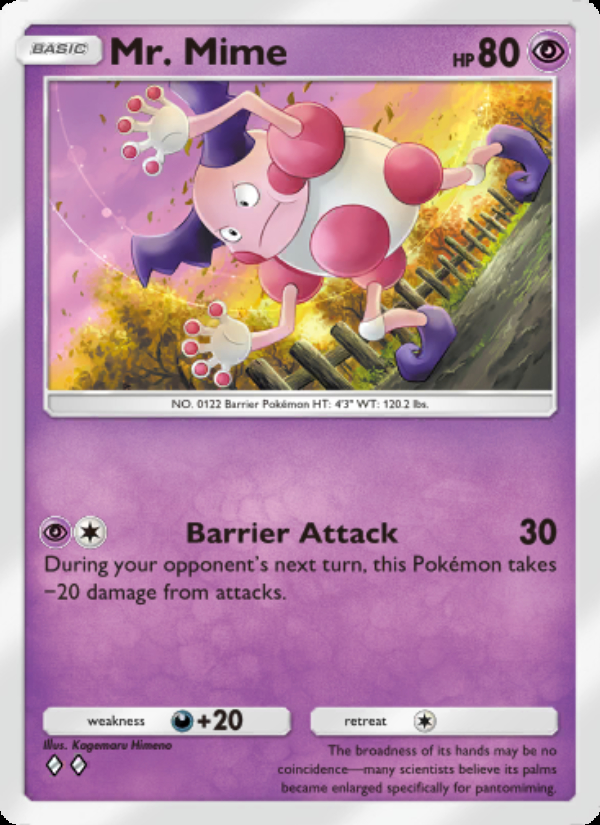 BASIC Mr. Mime HP 80
NO. 0122 Barrier Pokémon HT: 4'3" WT: 120.2 lbs.
Barrier Attack 30
During your opponent's next turn, this Pokémon takes
−20 damage from attacks.
weakness +20 retreat
Illus. Kagemaru Himeno
The broadness of its hands may be no
coincidence—many scientists believe its palms
became enlarged specifically for pantomiming.